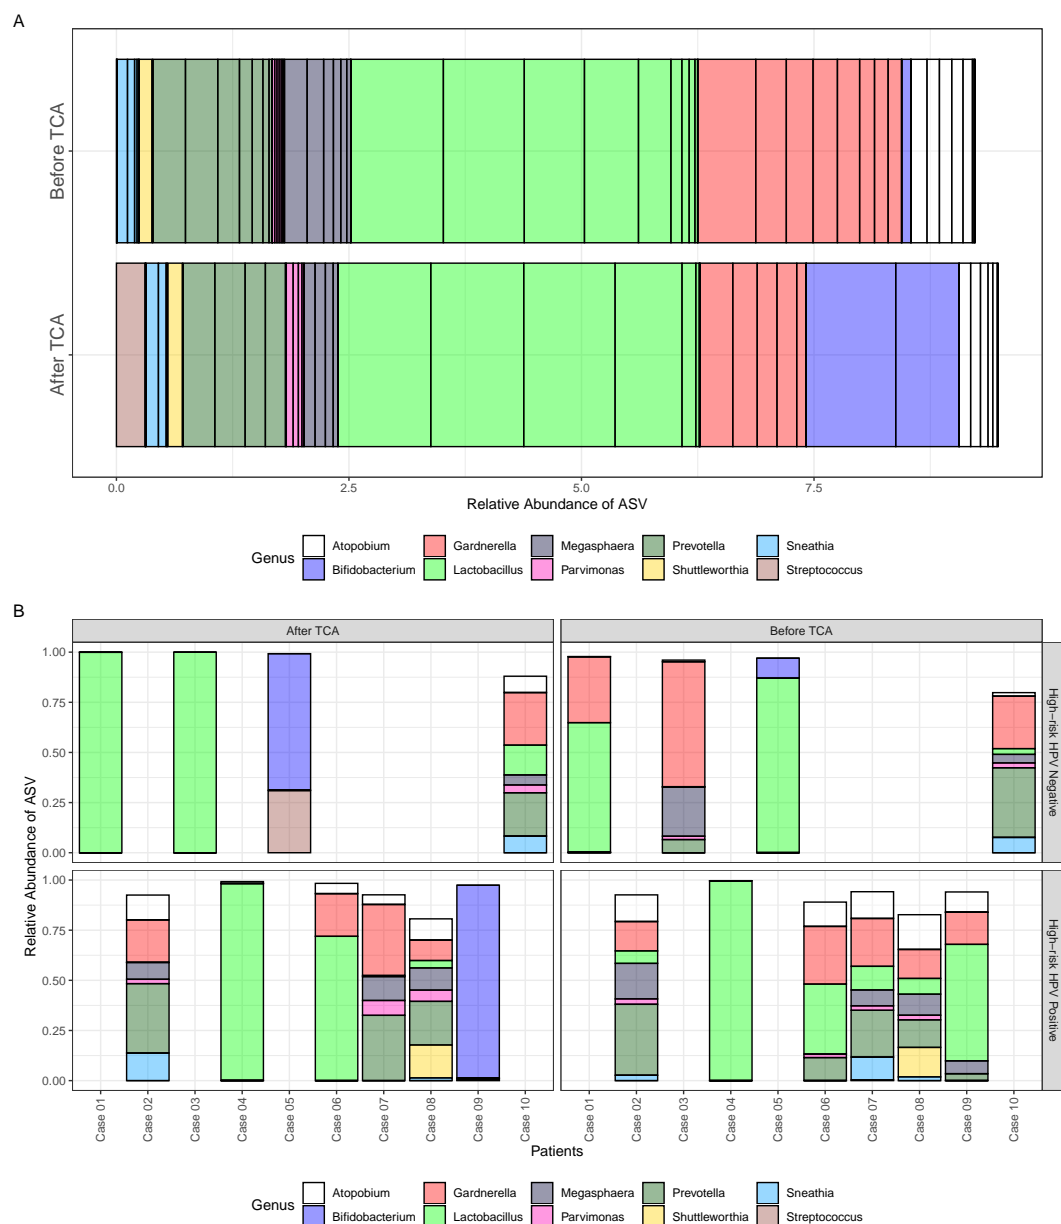 A
Before TCA
After TCA
0.0 2.5 5.0 7.5
Relative Abundance of ASV
Genus
Atopobium Gardnerella Megasphaera Prevotella Sneathia
Bifidobacterium Lactobacillus Parvimonas Shuttleworthia Streptococcus
B
After TCA Before TCA
1.00
0.75
0.50
0.25
0.00
High-risk HPV Negative
1.00
0.75
0.50
0.25
0.00
High-risk HPV Positive
Relative Abundance of ASV
Case 01 Case 02 Case 03 Case 04 Case 05 Case 06 Case 07 Case 08 Case 09 Case 10 Case 01 Case 02 Case 03 Case 04 Case 05 Case 06 Case 07 Case 08 Case 09 Case 10
Patients
Genus
Atopobium Gardnerella Megasphaera Prevotella Sneathia
Bifidobacterium Lactobacillus Parvimonas Shuttleworthia Streptococcus